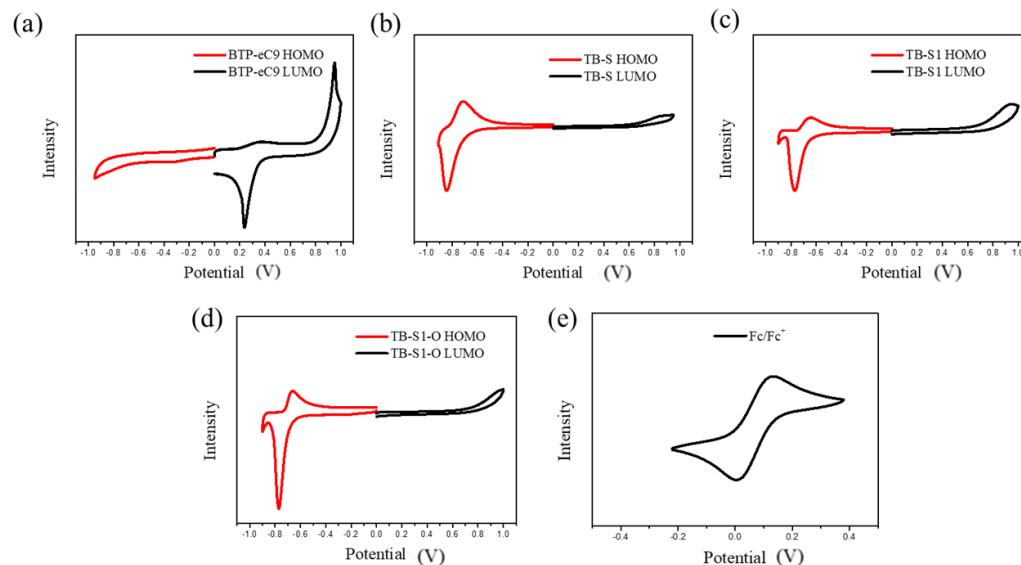 (a)
BTP-eC9 HOMO
BTP-eC9 LUMO
Intensity
-1.0 -0.8 -0.6 -0.4 -0.2 0.0 0.2 0.4 0.6 0.8 1.0
Potential (V)
(b)
TB-S HOMO
TB-S LUMO
Intensity
-1.0 -0.8 -0.6 -0.4 -0.2 0.0 0.2 0.4 0.6 0.8 1.0
Potential (V)
(c)
TB-S1 HOMO
TB-S1 LUMO
Intensity
-1.0 -0.8 -0.6 -0.4 -0.2 0.0 0.2 0.4 0.6 0.8 1.0
Potential (V)
(d)
TB-S1-O HOMO
TB-S1-O LUMO
Intensity
-1.0 -0.8 -0.6 -0.4 -0.2 0.0 0.2 0.4 0.6 0.8 1.0
Potential (V)
(e)
Fc/Fc⁺
Intensity
0.0 0.2 0.4
Potential (V)